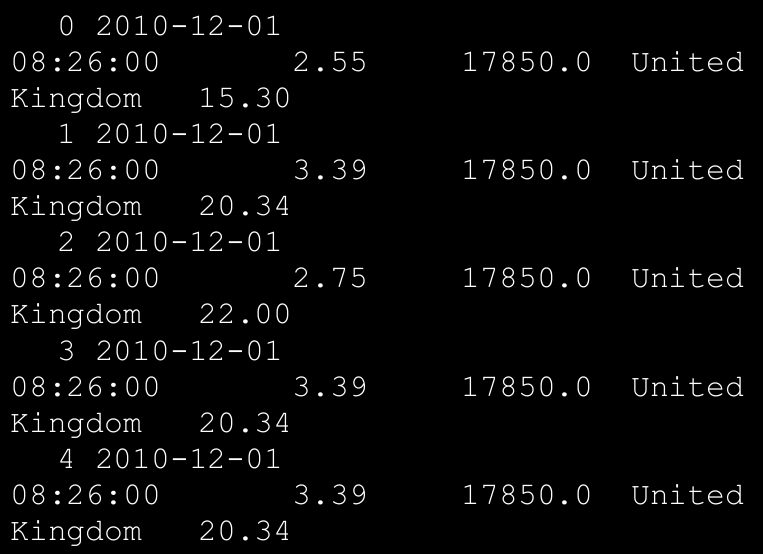 0 2010-12-01
08:26:00 2.55 17850.0 United
Kingdom 15.30
1 2010-12-01
08:26:00 3.39 17850.0 United
Kingdom 20.34
2 2010-12-01
08:26:00 2.75 17850.0 United
Kingdom 22.00
3 2010-12-01
08:26:00 3.39 17850.0 United
Kingdom 20.34
4 2010-12-01
08:26:00 3.39 17850.0 United
Kingdom 20.34